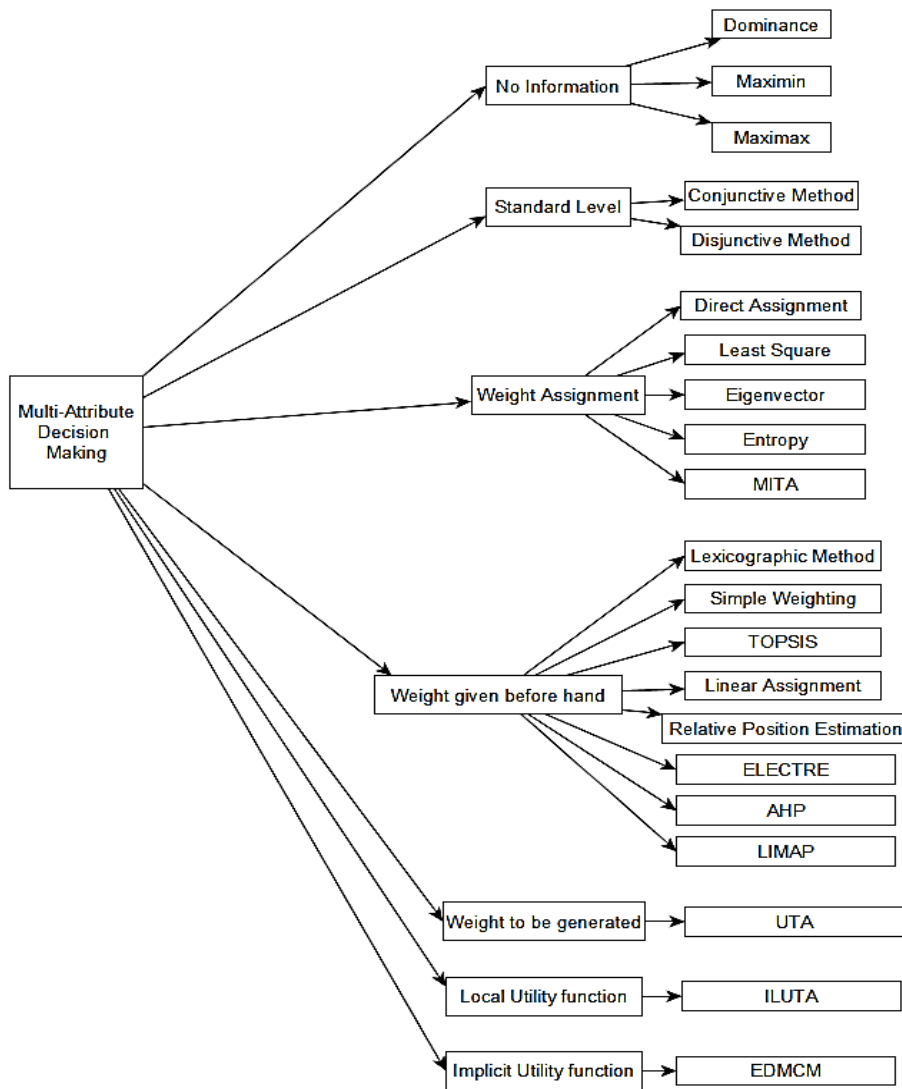 Dominance
No Information
Maximin
Maximax
Standard Level
Conjunctive Method
Disjunctive Method
Direct Assignment
Least Square
Weight Assignment
Eigenvector
Entropy
MITA
Multi-Attribute
Decision
Making
Lexicographic Method
Simple Weighting
TOPSIS
Weight given before hand
Linear Assignment
Relative Position Estimation
ELECTRE
AHP
LIMAP
Weight to be generated
UTA
Local Utility function
ILUTA
Implicit Utility function
EDMCM